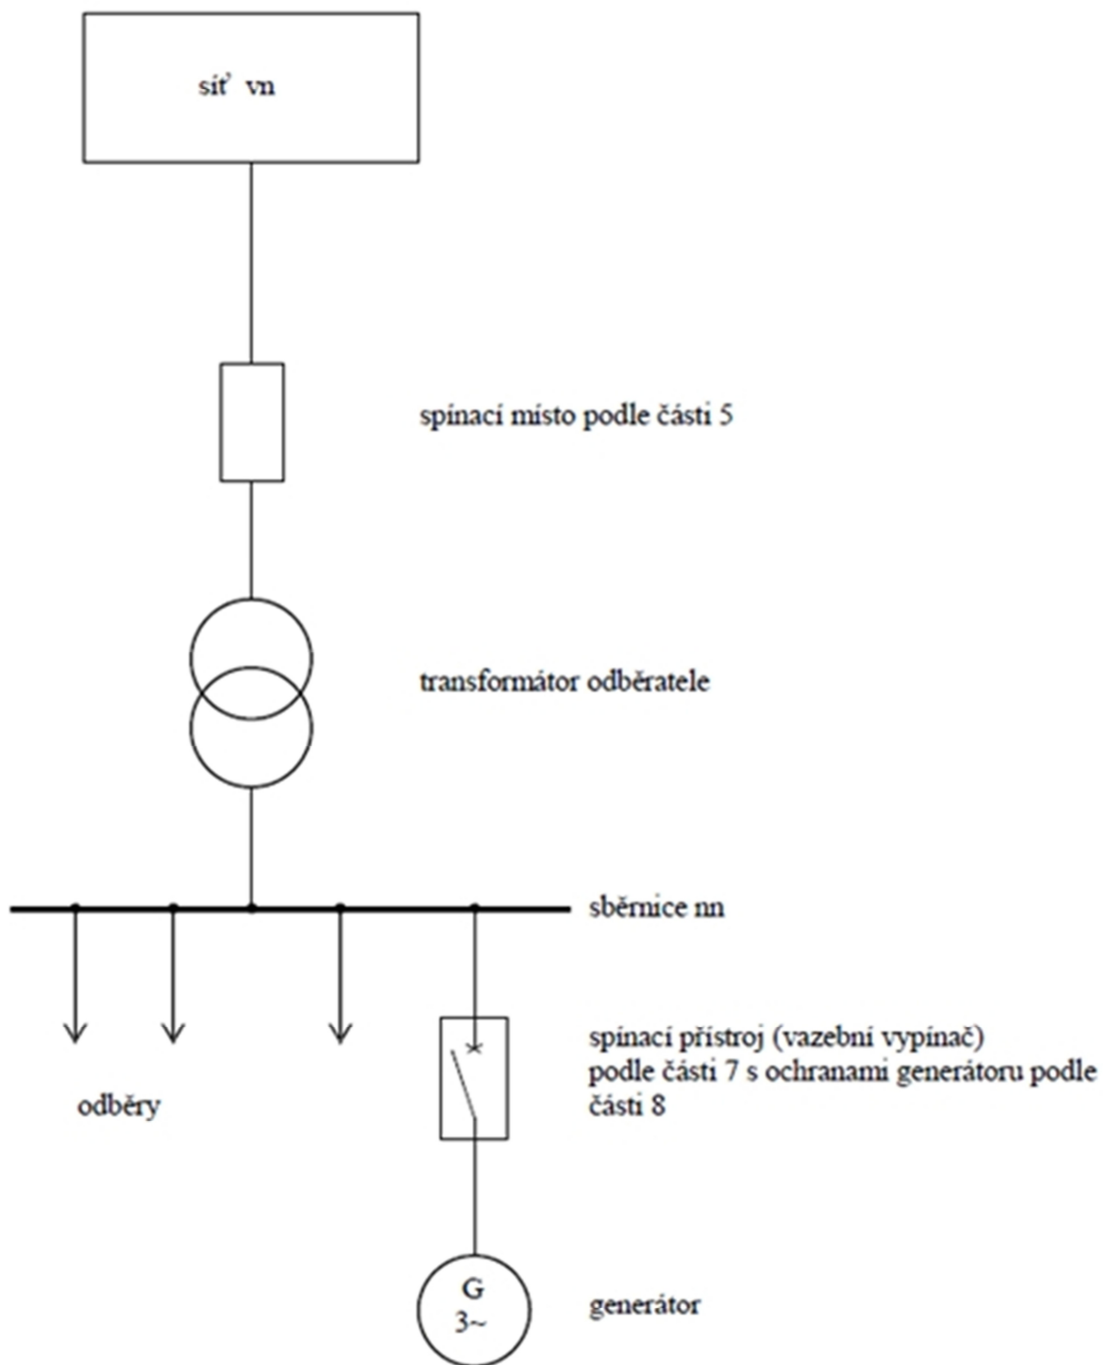 síť vn
spínací místo podle části 5
transformátor odběratele
sběrnice nn
spínací přístroj (vazební vypínač)
podle části 7 s ochranami generátoru podle
části 8
odběry
G
3~
generátor